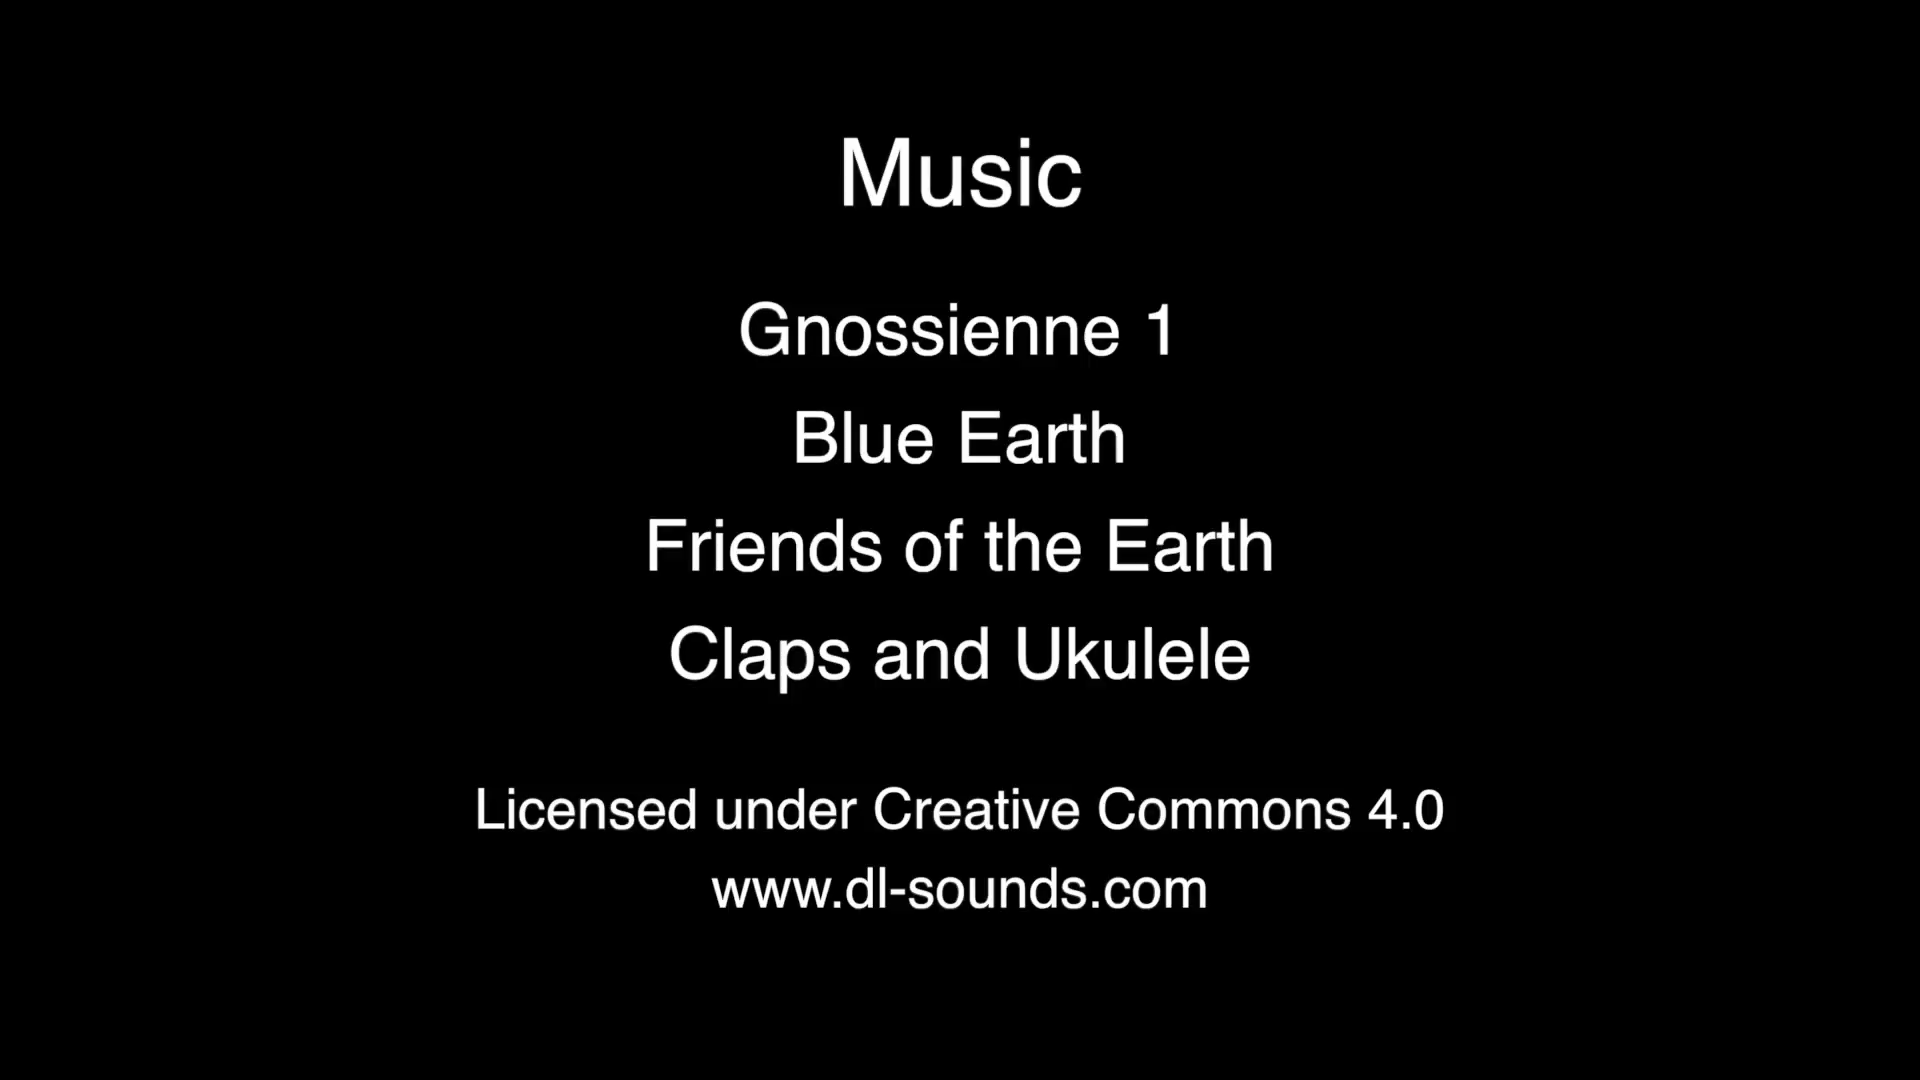 Music
Gnossienne 1
Blue Earth
Friends of the Earth
Claps and Ukulele
Licensed under Creative Commons 4.0
www.dl-sounds.com